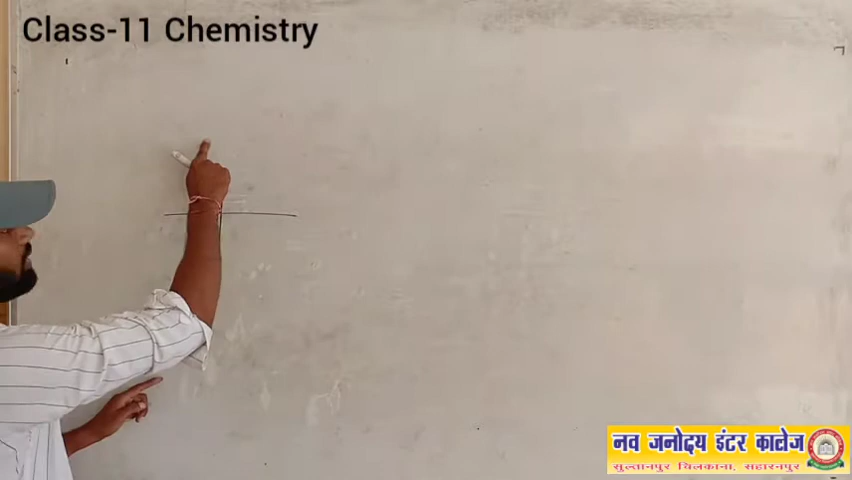 Class-11 Chemistry
नव जनोदय इंटर कालेज
सुल्तानपुर चिलकाना, सहारनपुर